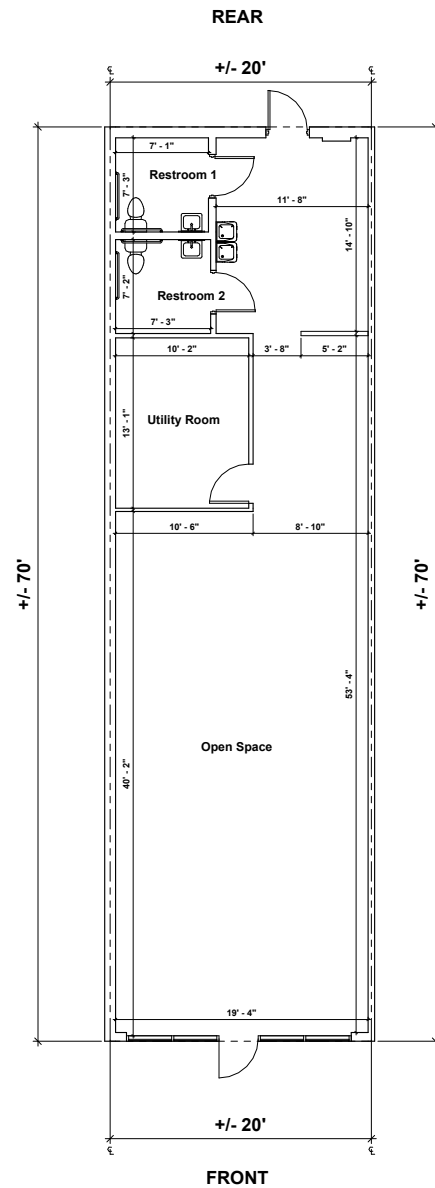 REAR
℄
+/- 20'
℄
7' - 1"
7' - 3"
Restroom 1
11' - 8"
14' - 10"
7' - 2"
Restroom 2
7' - 3"
10' - 2"
3' - 8"
5' - 2"
13' - 1"
Utility Room
10' - 6"
8' - 10"
+/- 70'
+/- 70'
53' - 4"
Open Space
40' - 2"
19' - 4"
+/- 20'
℄
℄
FRONT